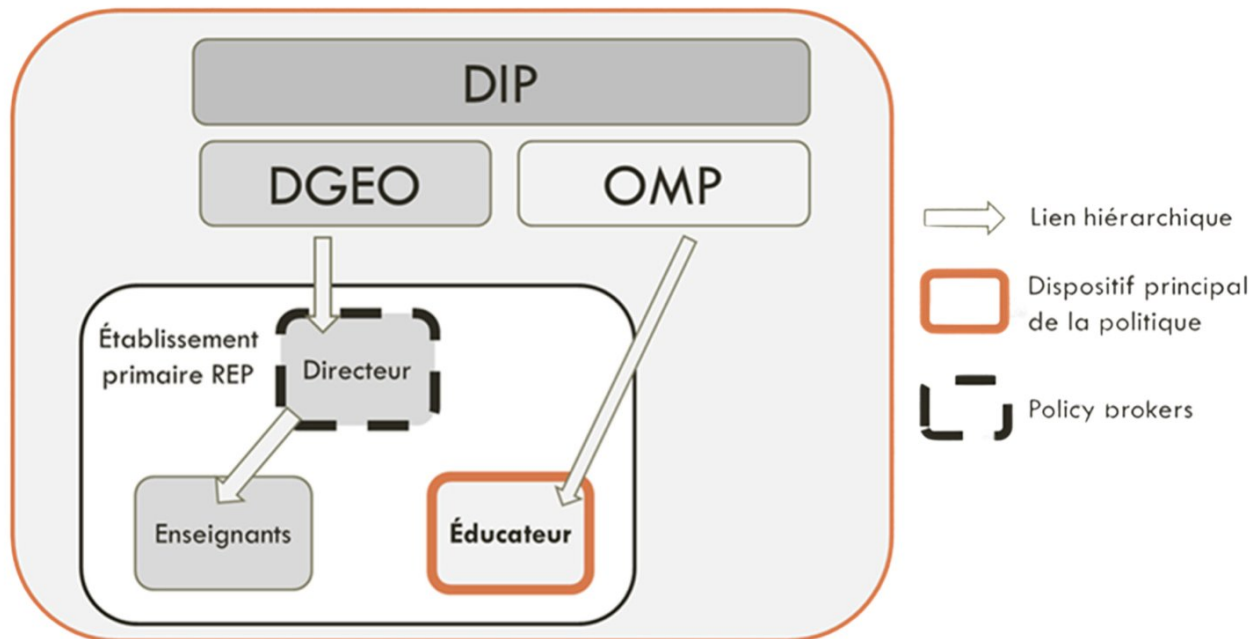 DIP
DGEO
OMP
Établissement
primaire REP
Directeur
Enseignants
Éducateur
Lien hiérarchique
Dispositif principal
de la politique
Policy brokers